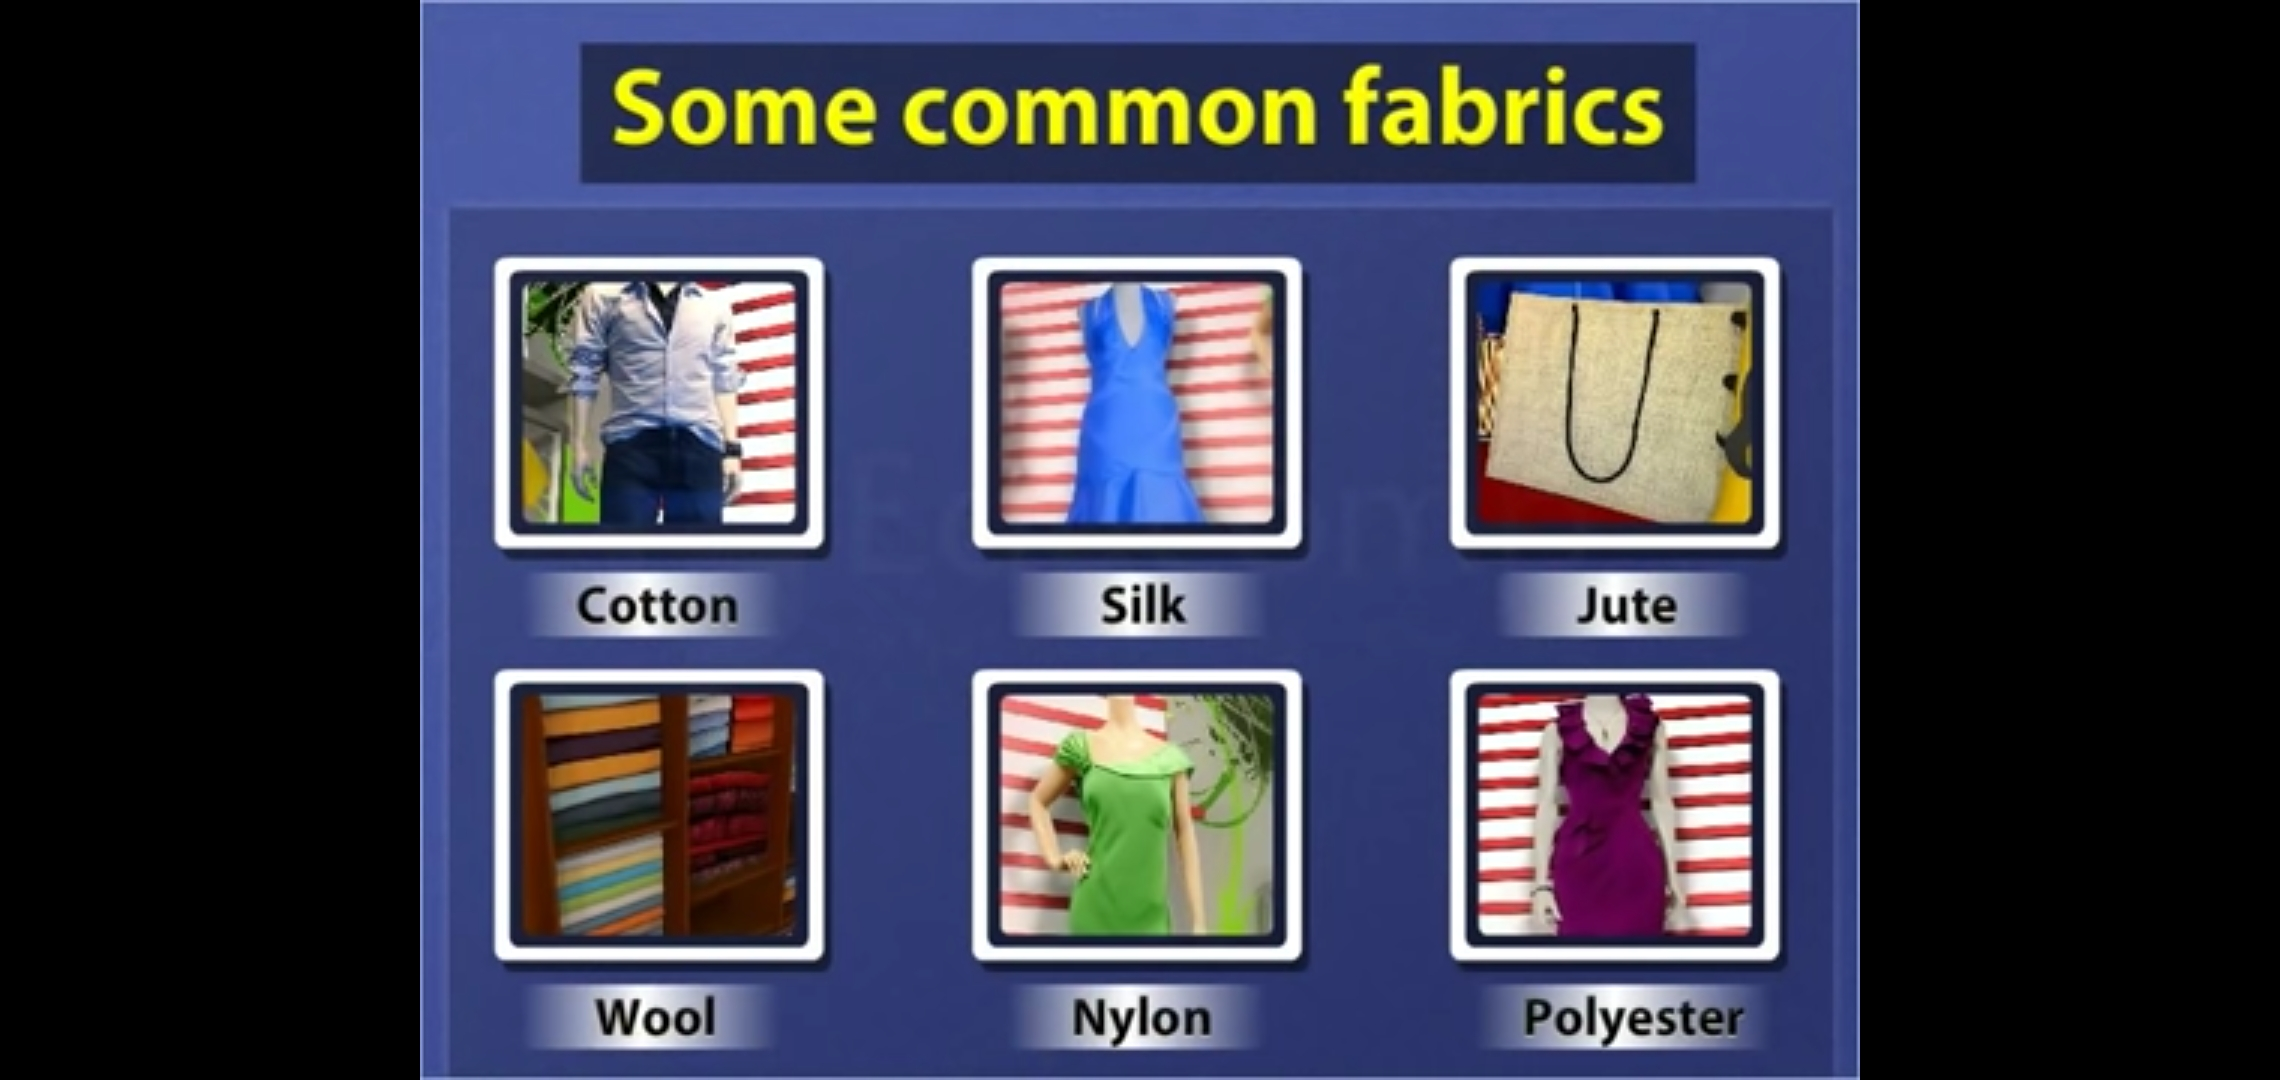 Some common fabrics
Cotton
Silk
Jute
Wool
Nylon
Polyester